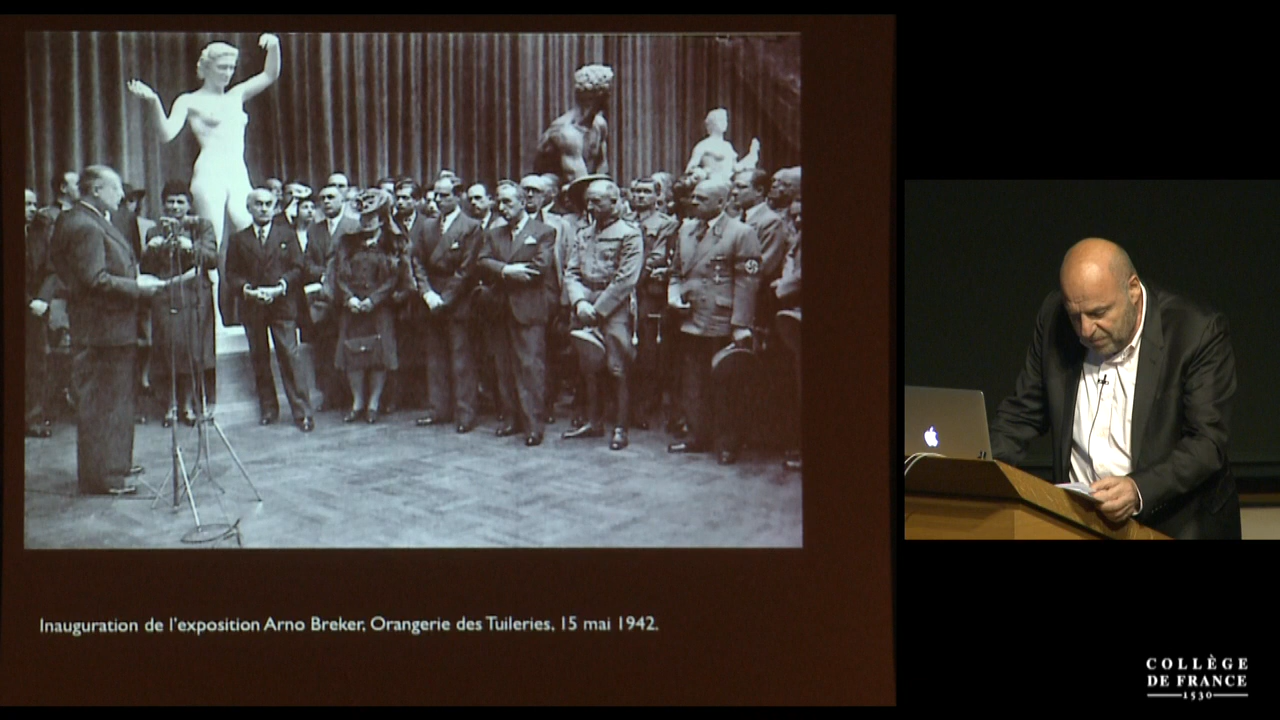 Inauguration de l'exposition Arno Breker, Orangerie des Tuileries, 15 mai 1942.
COLLÈGE
DE FRANCE
1530